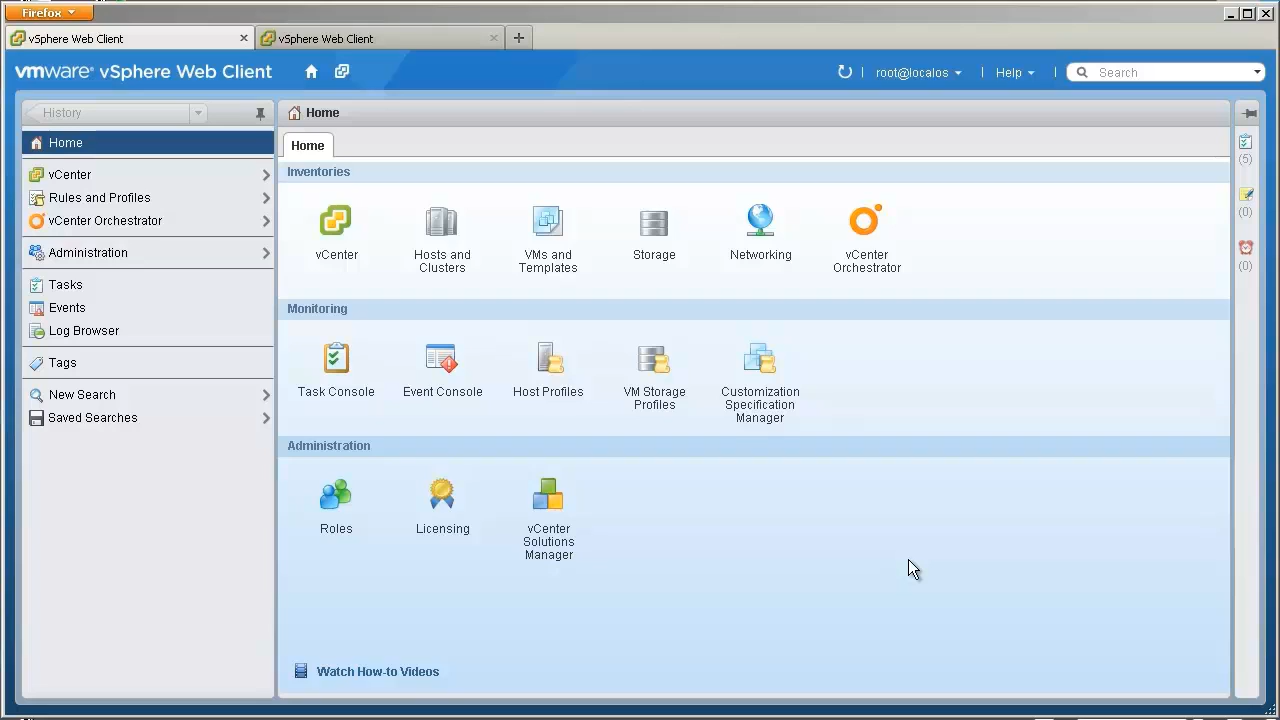 Firefox
vSphere Web Client
vSphere Web Client
vmware® vSphere Web Client
root@localos
Help
Search
History
Home
vCenter
Rules and Profiles
vCenter Orchestrator
Administration
Tasks
Events
Log Browser
Tags
New Search
Saved Searches
Home
Home
Inventories
vCenter
Hosts and
Clusters
VMs and
Templates
Storage
Networking
vCenter
Orchestrator
Monitoring
Task Console
Event Console
Host Profiles
VM Storage
Profiles
Customization
Specification
Manager
Administration
Roles
Licensing
vCenter
Solutions
Manager
Watch How-to Videos
(5)
(0)
(0)